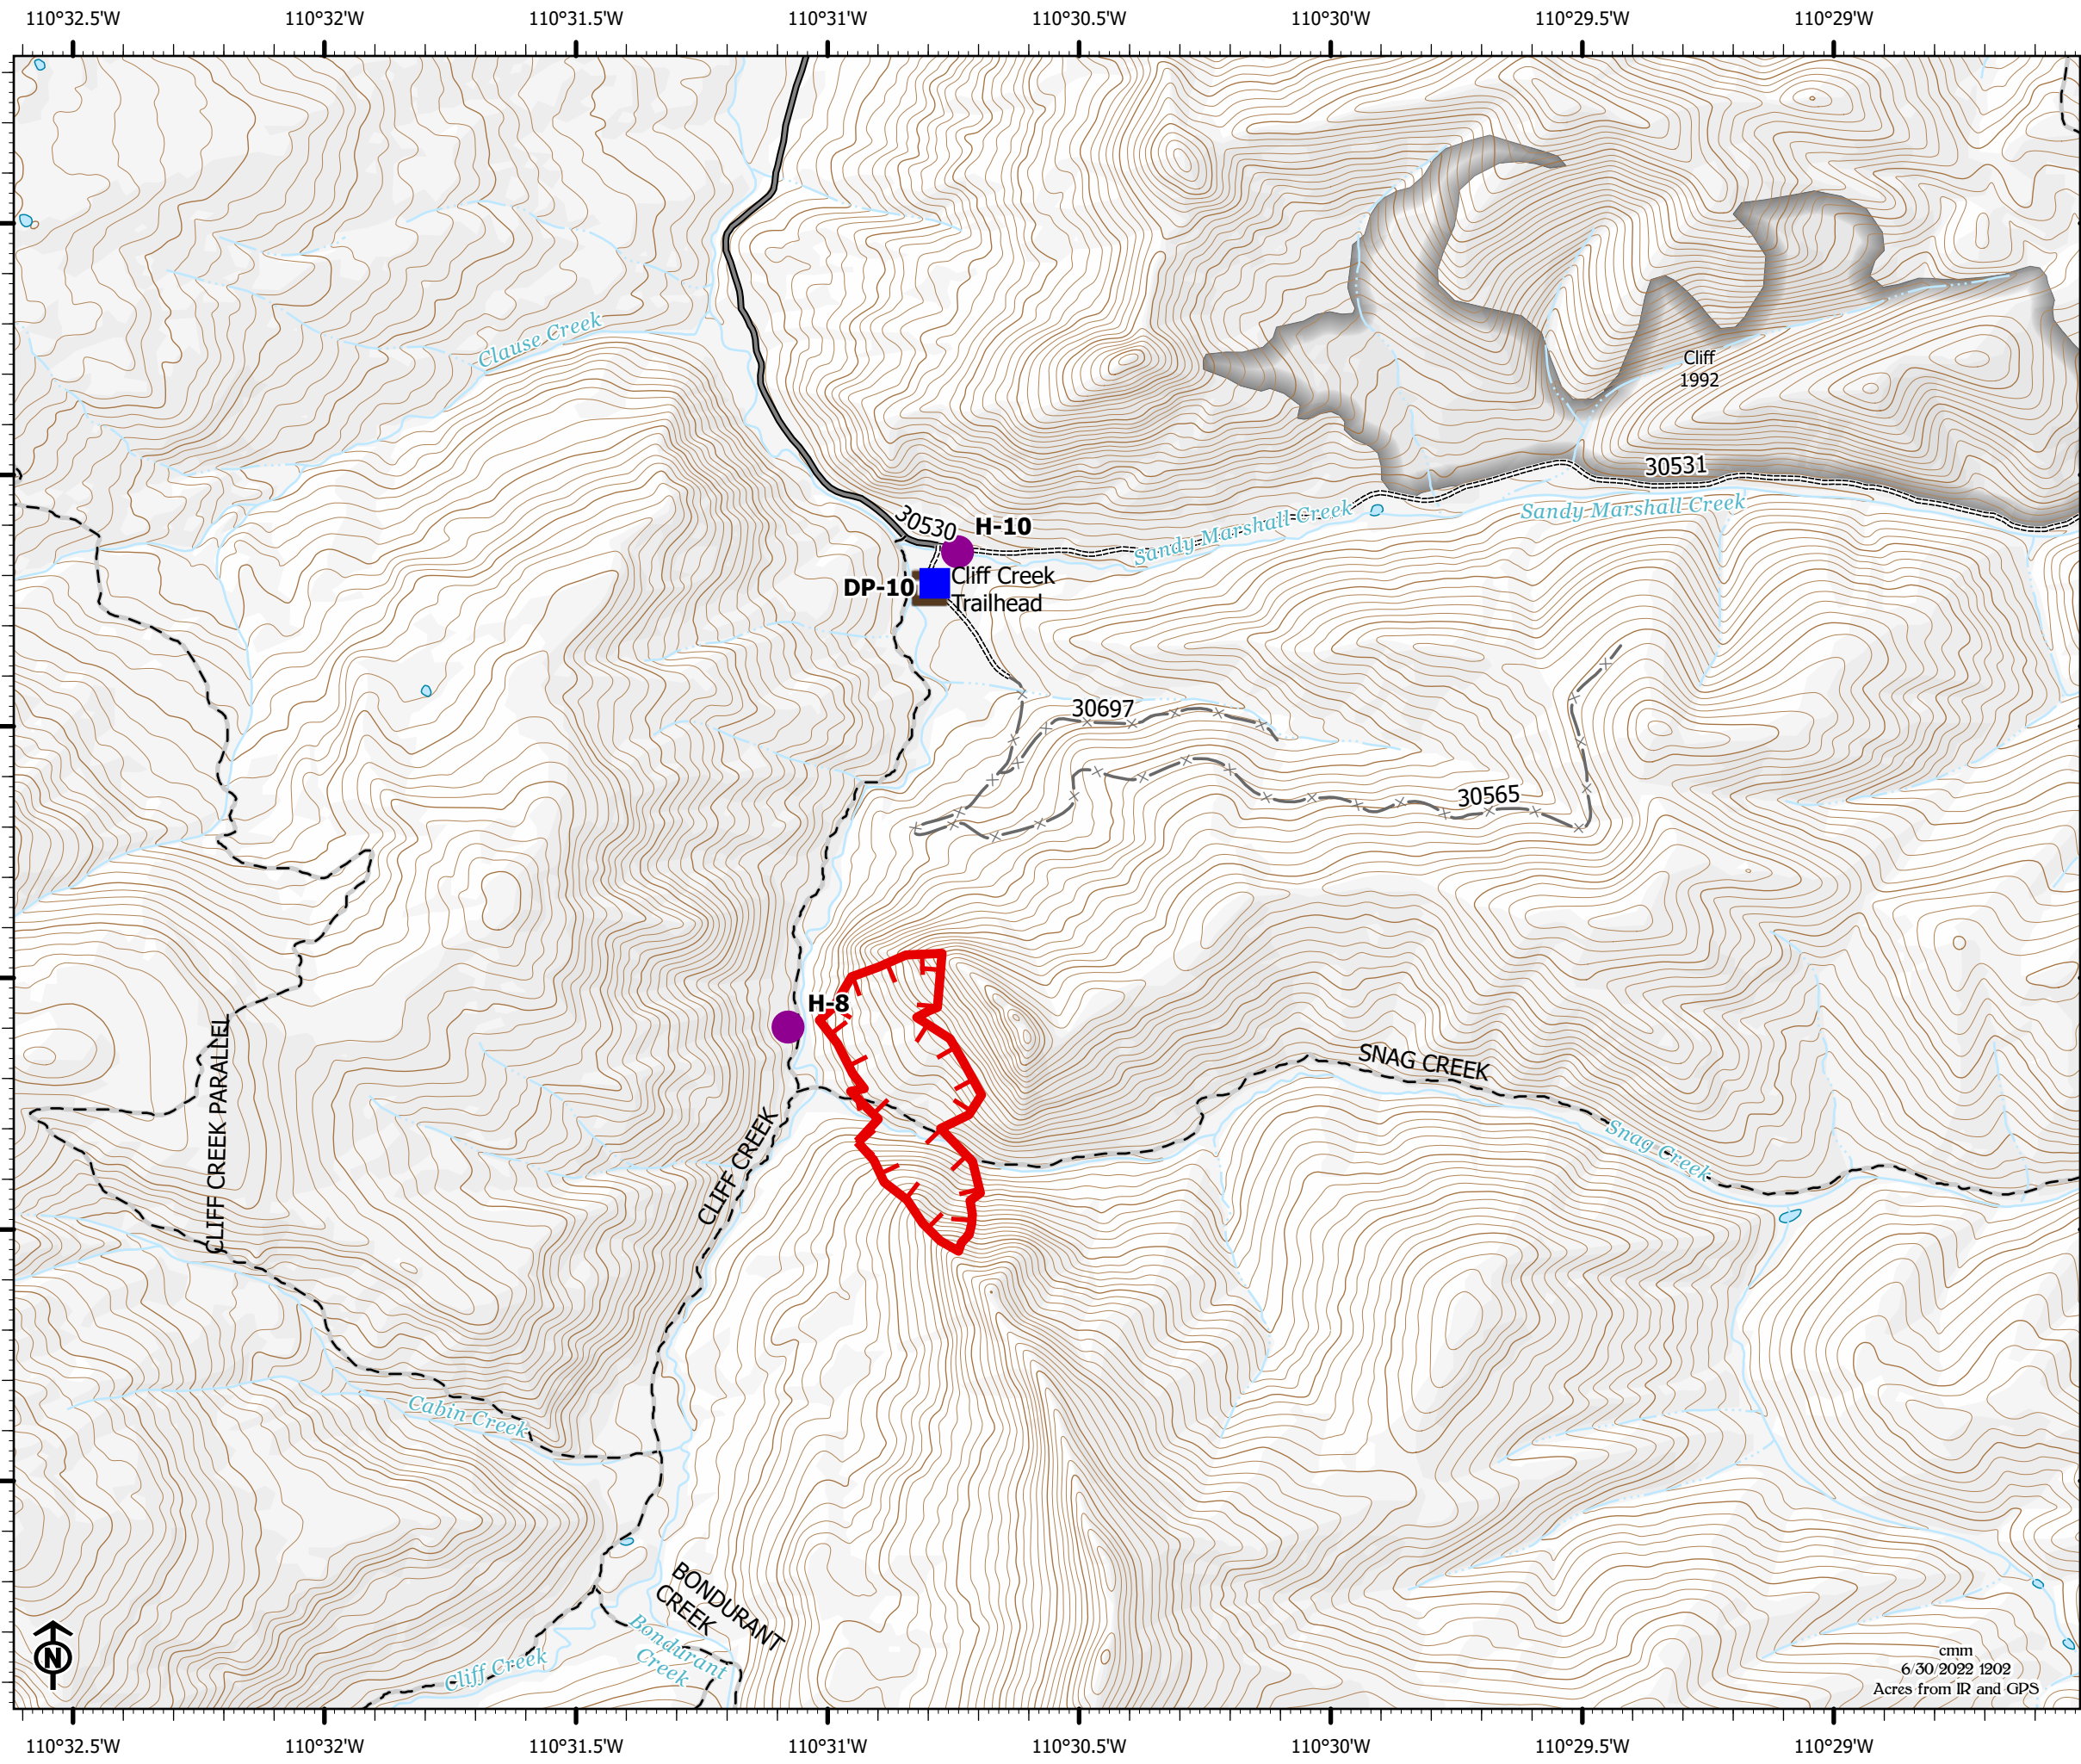 110°32.5'W
110°32'W
110°31.5'W
110°31'W
110°30.5'W
110°30'W
110°29.5'W
110°29'W
Clause Creek
Cliff
1992
30531
Sandy Marshall Creek
Sandy Marshall Creek
30530
H-10
DP-10
Cliff Creek
Trailhead
30697
30565
H-8
SNAG CREEK
Snag Creek
CLIFF CREEK PARALLEL
CLIFF CREEK
Cabin Creek
BONDURANT
CREEK
Bondurant
Creek
Cliff Creek
N
cmm
6/30/2022 1202
Acres from IR and GPS
110°32.5'W
110°32'W
110°31.5'W
110°31'W
110°30.5'W
110°30'W
110°29.5'W
110°29'W